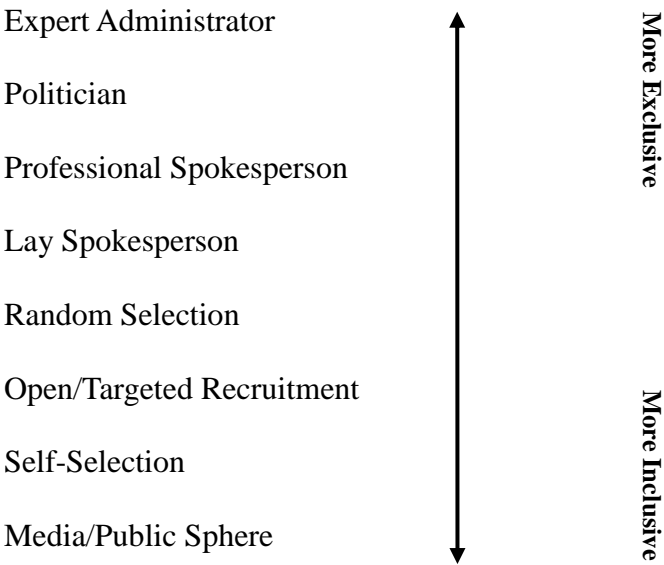 Expert Administrator
Politician
Professional Spokesperson
Lay Spokesperson
Random Selection
Open/Targeted Recruitment
Self-Selection
Media/Public Sphere
More Exclusive
More Inclusive